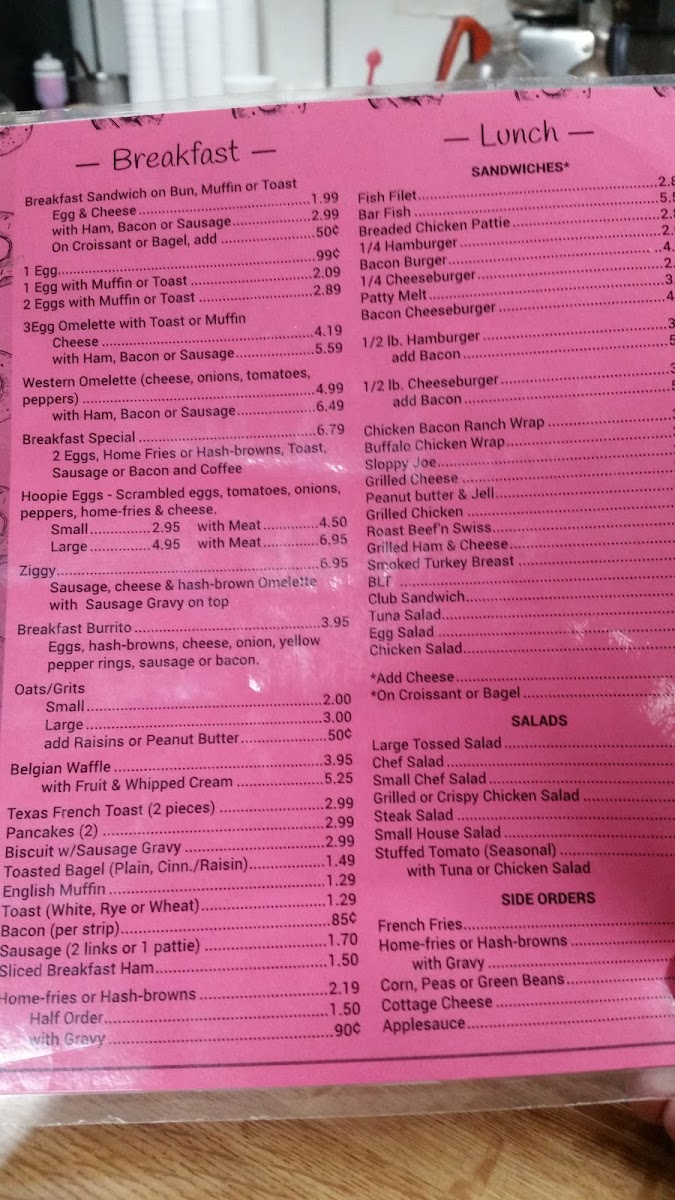 — Breakfast —
Breakfast Sandwich on Bun, Muffin or Toast
Egg & Cheese 1.99
with Ham, Bacon or Sausage 2.99
On Croissant or Bagel, add 50¢
1 Egg 99¢
1 Egg with Muffin or Toast 2.09
2 Eggs with Muffin or Toast 2.89
3Egg Omelette with Toast or Muffin
Cheese 4.19
with Ham, Bacon or Sausage 5.59
Western Omelette (cheese, onions, tomatoes,
peppers) 4.99
with Ham, Bacon or Sausage 6.49
Breakfast Special 6.79
2 Eggs, Home Fries or Hash-browns, Toast,
Sausage or Bacon and Coffee
Hoopie Eggs - Scrambled eggs, tomatoes, onions,
peppers, home-fries & cheese.
Small 2.95 with Meat 4.50
Large 4.95 with Meat 6.95
Ziggy 6.95
Sausage, cheese & hash-brown Omelette
with Sausage Gravy on top
Breakfast Burrito 3.95
Eggs, hash-browns, cheese, onion, yellow
pepper rings, sausage or bacon.
Oats/Grits
Small 2.00
Large 3.00
add Raisins or Peanut Butter 50¢
Belgian Waffle 3.95
with Fruit & Whipped Cream 5.25
Texas French Toast (2 pieces) 2.99
Pancakes (2) 2.99
Biscuit w/Sausage Gravy 2.99
Toasted Bagel (Plain, Cinn./Raisin) 1.49
English Muffin 1.29
Toast (White, Rye or Wheat) 1.29
Bacon (per strip) 85¢
Sausage (2 links or 1 pattie) 1.70
Sliced Breakfast Ham 1.50
Home-fries or Hash-browns 2.19
Half Order 1.50
with Gravy 90¢
— Lunch —
SANDWICHES*
Fish Filet
Bar Fish
Breaded Chicken Pattie
1/4 Hamburger
Bacon Burger
1/4 Cheeseburger
Patty Melt
Bacon Cheeseburger
1/2 lb. Hamburger
add Bacon
1/2 lb. Cheeseburger
add Bacon
Chicken Bacon Ranch Wrap
Buffalo Chicken Wrap
Sloppy Joe
Grilled Cheese
Peanut butter & Jell
Grilled Chicken
Roast Beef'n Swiss
Grilled Ham & Cheese
Smoked Turkey Breast
BLT
Club Sandwich
Tuna Salad
Egg Salad
Chicken Salad
*Add Cheese
*On Croissant or Bagel
SALADS
Large Tossed Salad
Chef Salad
Small Chef Salad
Grilled or Crispy Chicken Salad
Steak Salad
Small House Salad
Stuffed Tomato (Seasonal)
with Tuna or Chicken Salad
SIDE ORDERS
French Fries
Home-fries or Hash-browns
with Gravy
Corn, Peas or Green Beans
Cottage Cheese
Applesauce